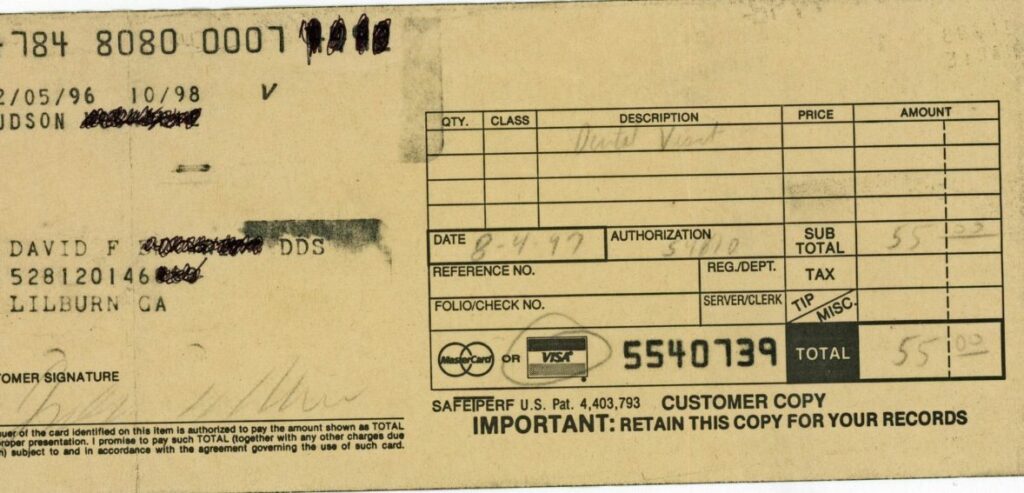 784 8080 0007
2/05/96 10/98 V
UDSON
DAVID F DDS
528120146
LILBURN GA
TOMER SIGNATURE
suer of the card identified on this item is authorized to pay the amount shown as TOTAL
proper presentation. I promise to pay such TOTAL (together with any other charges due
n) subject to and in accordance with the agreement governing the use of such card.
QTY. CLASS DESCRIPTION PRICE AMOUNT
Dental Visit
DATE 8-4-97 AUTHORIZATION SUB TOTAL 55 00
REFERENCE NO. REG./DEPT. TAX
FOLIO/CHECK NO. SERVER/CLERK TIP MISC.
MasterCard OR VISA 5540739 TOTAL 55 00
SAFETIPERF U.S. Pat. 4,403,793 CUSTOMER COPY
IMPORTANT: RETAIN THIS COPY FOR YOUR RECORDS